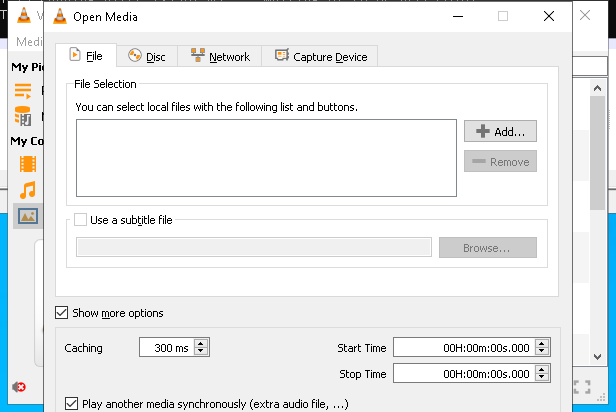 Open Media
Medi
File
Disc
Network
Capture Device
My Pi
My Co
File Selection
You can select local files with the following list and buttons.
Add...
Remove
Use a subtitle file
Browse...
Show more options
Caching
300 ms
Start Time
00H:00m:00s.000
Stop Time
00H:00m:00s.000
Play another media synchronously (extra audio file, ...)